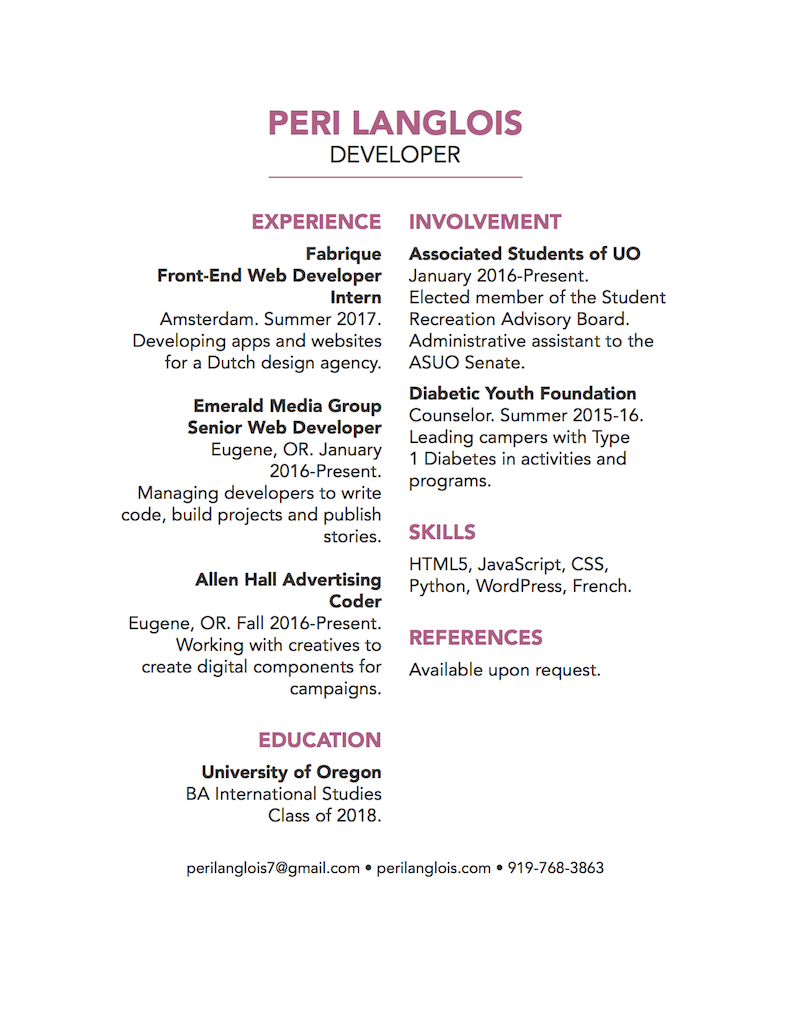 PERI LANGLOIS
DEVELOPER
EXPERIENCE
Fabrique
Front-End Web Developer
Intern
Amsterdam. Summer 2017.
Developing apps and websites
for a Dutch design agency.
Emerald Media Group
Senior Web Developer
Eugene, OR. January
2016-Present.
Managing developers to write
code, build projects and publish
stories.
Allen Hall Advertising
Coder
Eugene, OR. Fall 2016-Present.
Working with creatives to
create digital components for
campaigns.
EDUCATION
University of Oregon
BA International Studies
Class of 2018.
INVOLVEMENT
Associated Students of UO
January 2016-Present.
Elected member of the Student
Recreation Advisory Board.
Administrative assistant to the
ASUO Senate.
Diabetic Youth Foundation
Counselor. Summer 2015-16.
Leading campers with Type
1 Diabetes in activities and
programs.
SKILLS
HTML5, JavaScript, CSS,
Python, WordPress, French.
REFERENCES
Available upon request.
perilanglois7@gmail.com • perilanglois.com • 919-768-3863